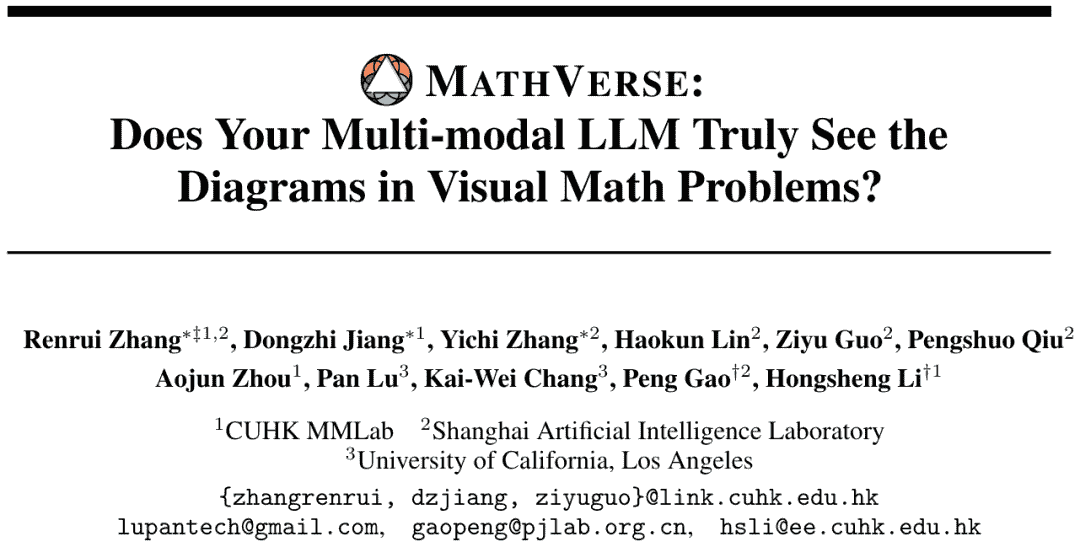 MATHVERSE:
Does Your Multi-modal LLM Truly See the
Diagrams in Visual Math Problems?
Renrui Zhang*‡1,2, Dongzhi Jiang*1, Yichi Zhang*2, Haokun Lin2, Ziyu Guo2, Pengshuo Qiu2
Aojun Zhou1, Pan Lu3, Kai-Wei Chang3, Peng Gao†2, Hongsheng Li†1
1CUHK MMLab 2Shanghai Artificial Intelligence Laboratory
3University of California, Los Angeles
{zhangrenrui, dzjiang, ziyuguo}@link.cuhk.edu.hk
lupantech@gmail.com, gaopeng@pjlab.org.cn, hsli@ee.cuhk.edu.hk